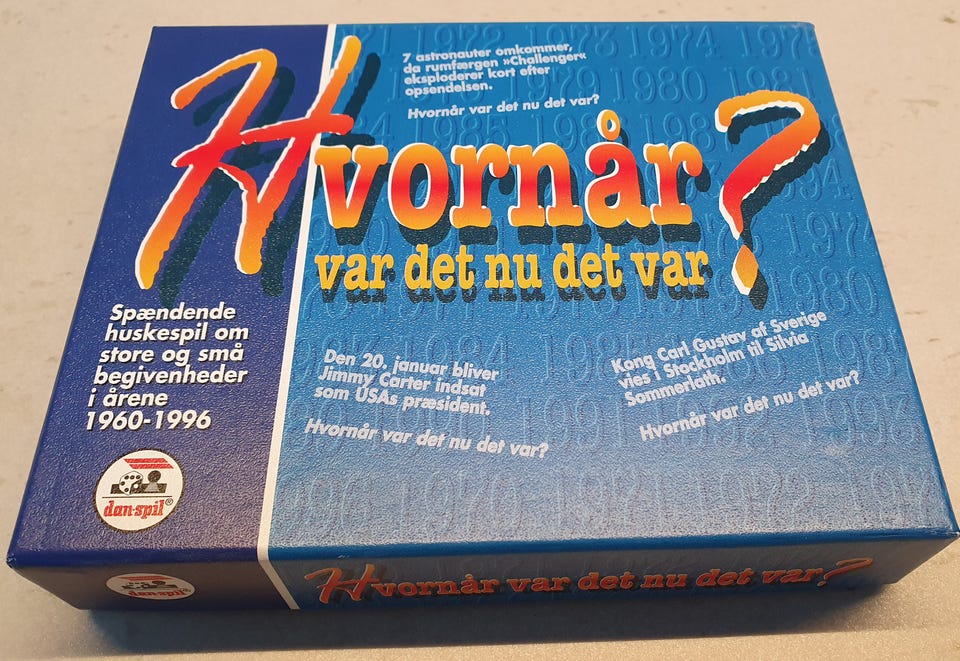 7 astronauter omkommer,
da rumfærgen »Challenger«
eksploderer kort efter
opsendelsen.
Hvornår var det nu det var?
Hvornår?
var det nu det var
Spændende
huskespil om
store og små
begivenheder
i årene
1960-1996
Den 20. januar bliver
Jimmy Carter indsat
som USAs præsident.
Hvornår var det nu det var?
Kong Carl Gustav af Sverige
vies i Stockholm til Silvia
Sommerlath.
Hvornår var det nu det var?
dan-spil®
dan-spil®
Hvornår var det nu det var?